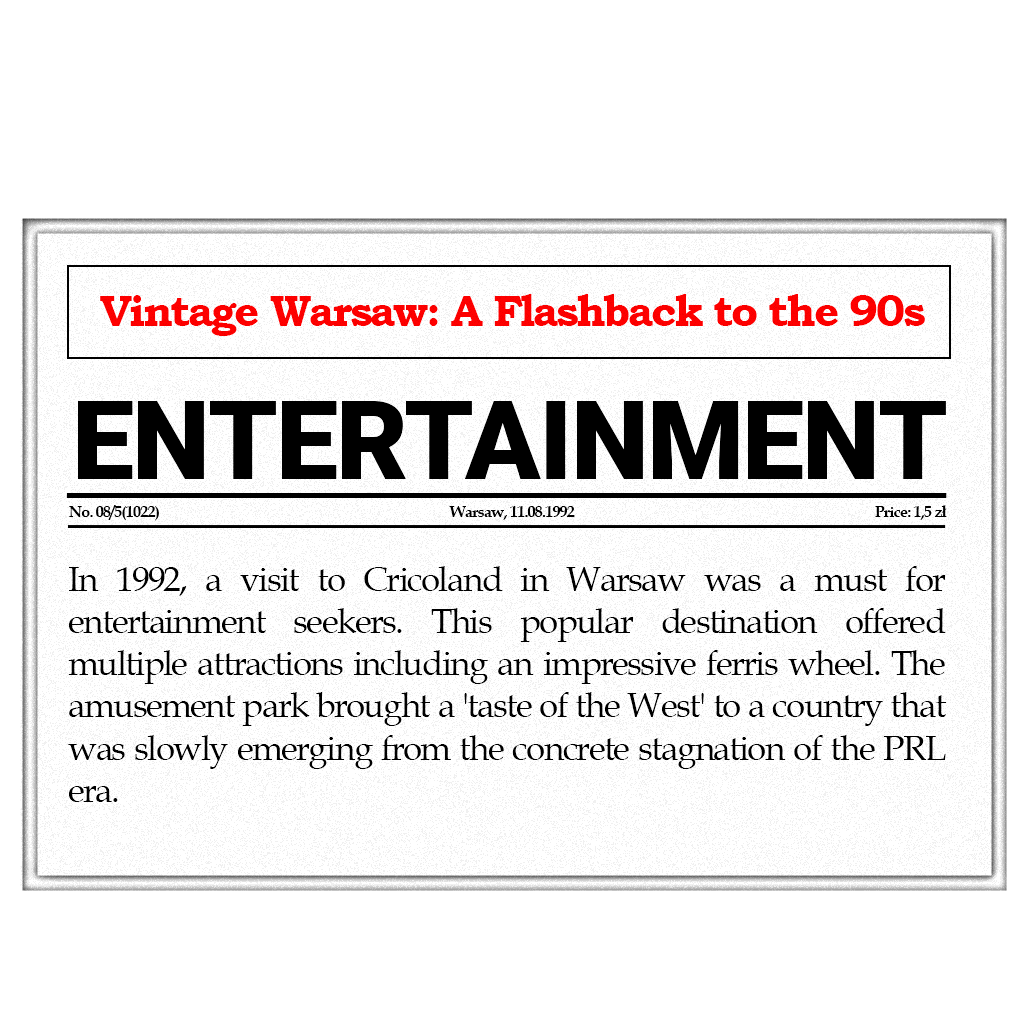 Vintage Warsaw: A Flashback to the 90s
ENTERTAINMENT
No. 08/5(1022) Warsaw, 11.08.1992 Price: 1,5 zł
In 1992, a visit to Cricoland in Warsaw was a must for
entertainment seekers. This popular destination offered
multiple attractions including an impressive ferris wheel. The
amusement park brought a 'taste of the West' to a country that
was slowly emerging from the concrete stagnation of the PRL
era.